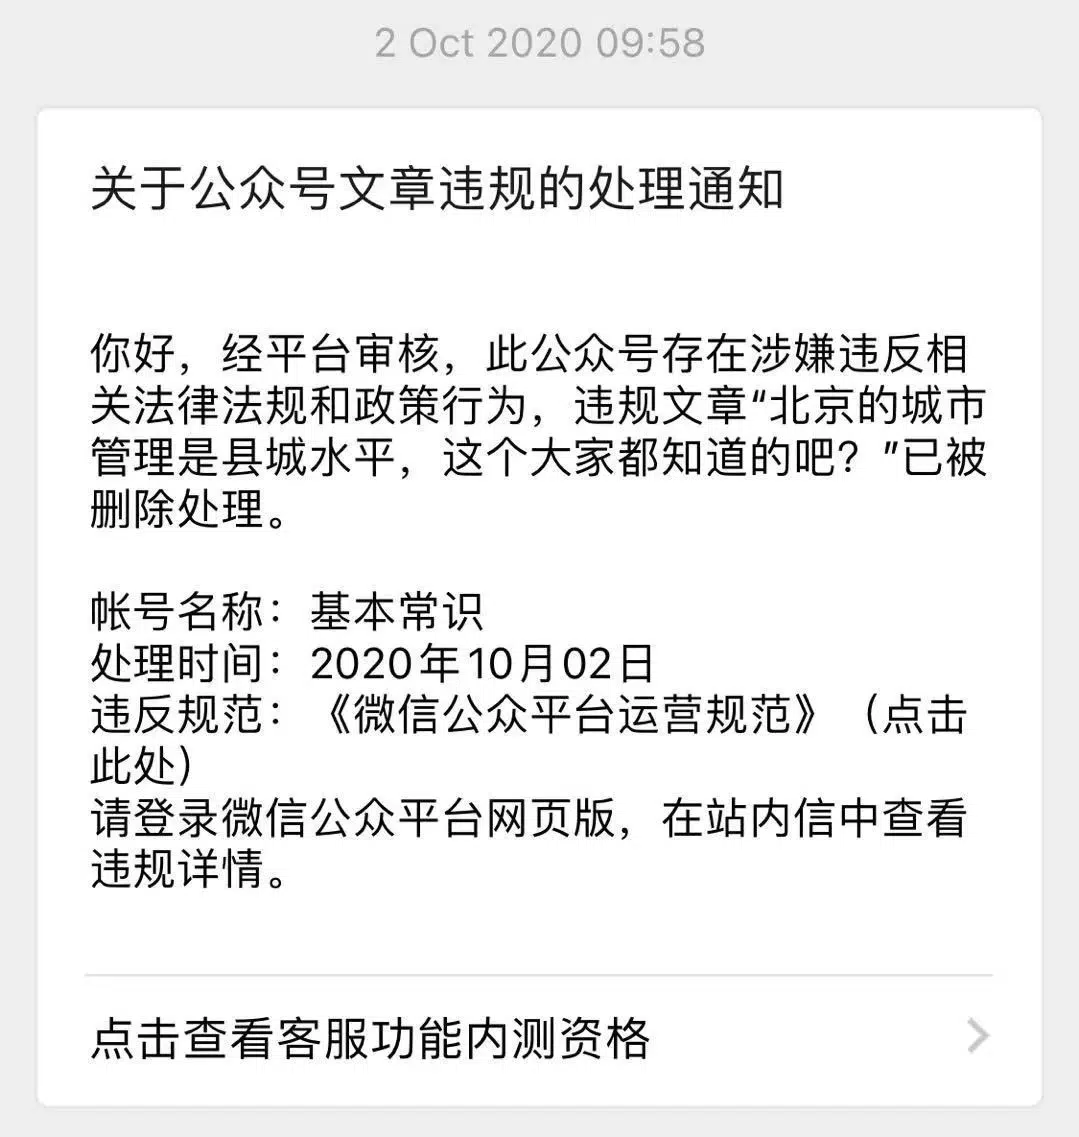 2 Oct 2020 09:58
关于公众号文章违规的处理通知
你好，经平台审核，此公众号存在涉嫌违反相
关法律法规和政策行为，违规文章“北京的城市
管理是县城水平，这个大家都知道的吧？”已被
删除处理。
帐号名称：基本常识
处理时间：2020年10月02日
违反规范：《微信公众平台运营规范》（点击
此处）
请登录微信公众平台网页版，在站内信中查看
违规详情。
点击查看客服功能内测资格